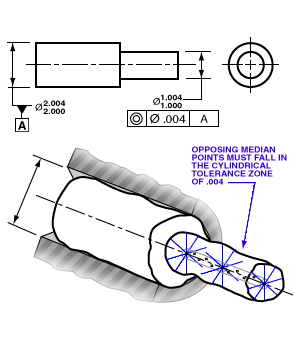 Ø2.004
2.000
A
Ø1.004
1.000
◎ Ø .004 A
OPPOSING MEDIAN
POINTS MUST FALL IN
THE CYLINDRICAL
TOLERANCE ZONE
OF .004